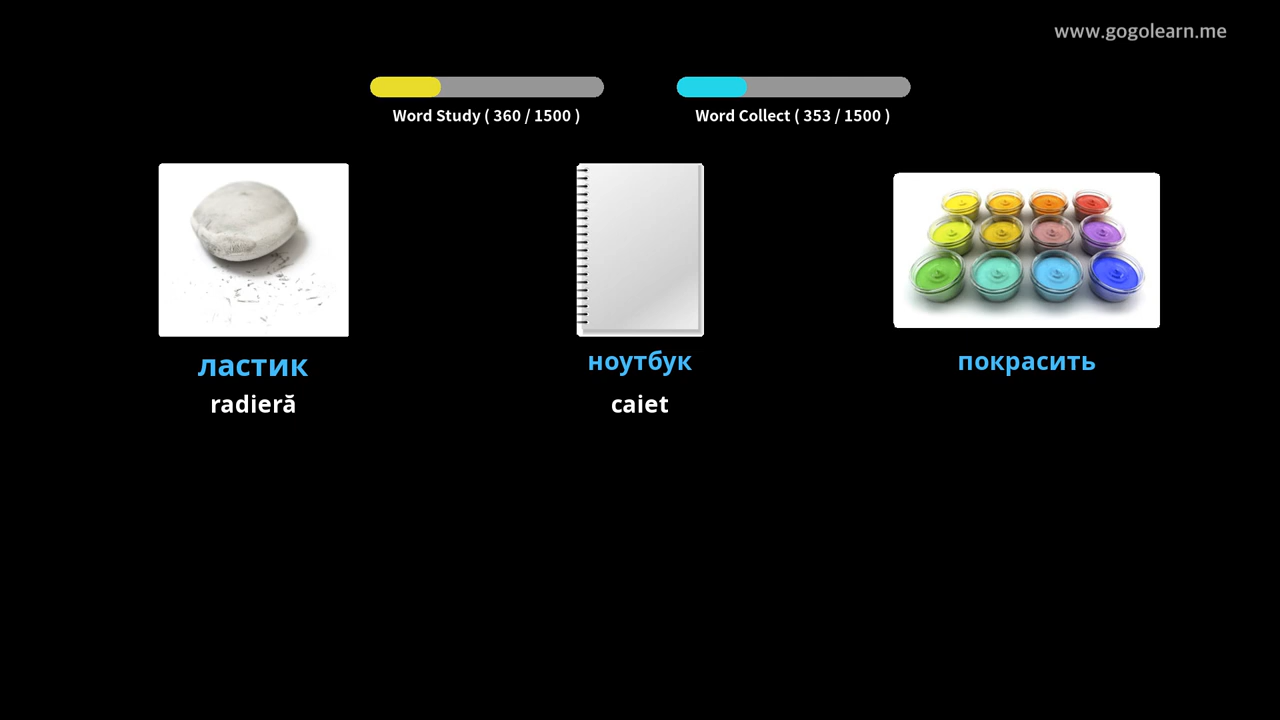 www.gogolearn.me
Word Study ( 360 / 1500 )
Word Collect ( 353 / 1500 )
ластик
radieră
ноутбук
caiet
покрасить